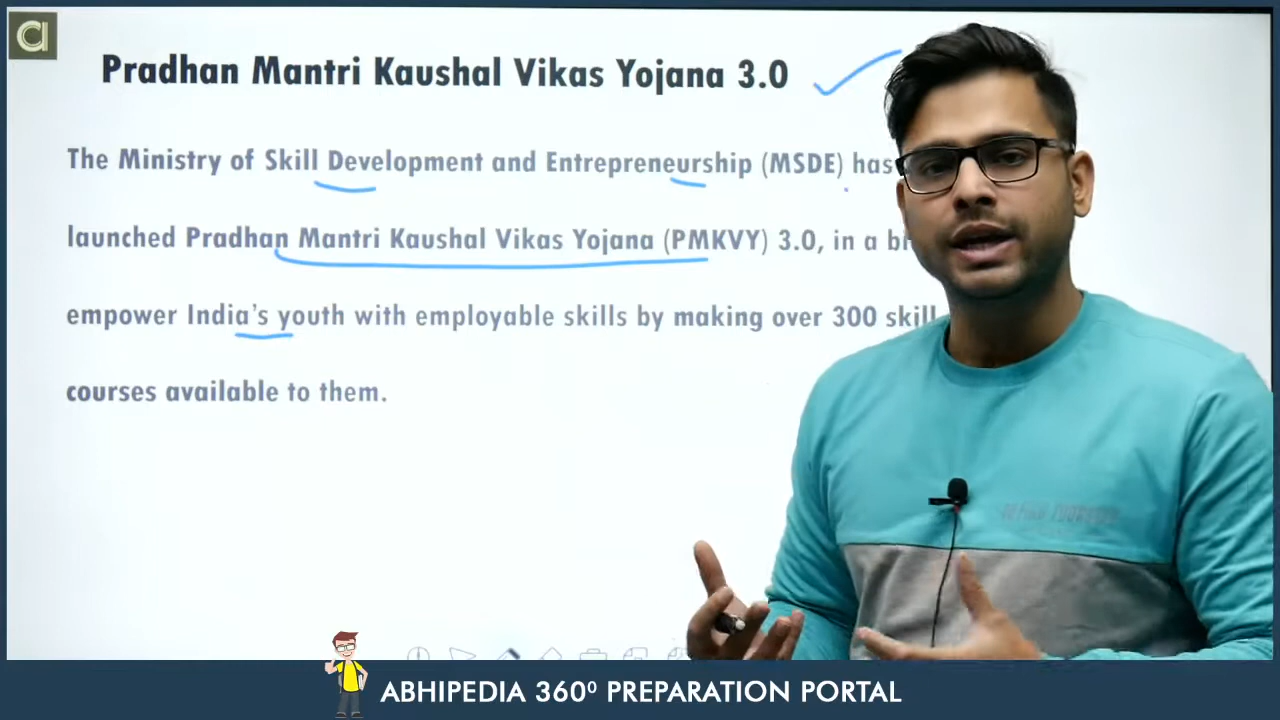 Pradhan Mantri Kaushal Vikas Yojana 3.0
The Ministry of Skill Development and Entrepreneurship (MSDE) has
launched Pradhan Mantri Kaushal Vikas Yojana (PMKVY) 3.0, in a
empower India's youth with employable skills by making over 300 skill
courses available to them.
ABHIPEDIA 360⁰ PREPARATION PORTAL